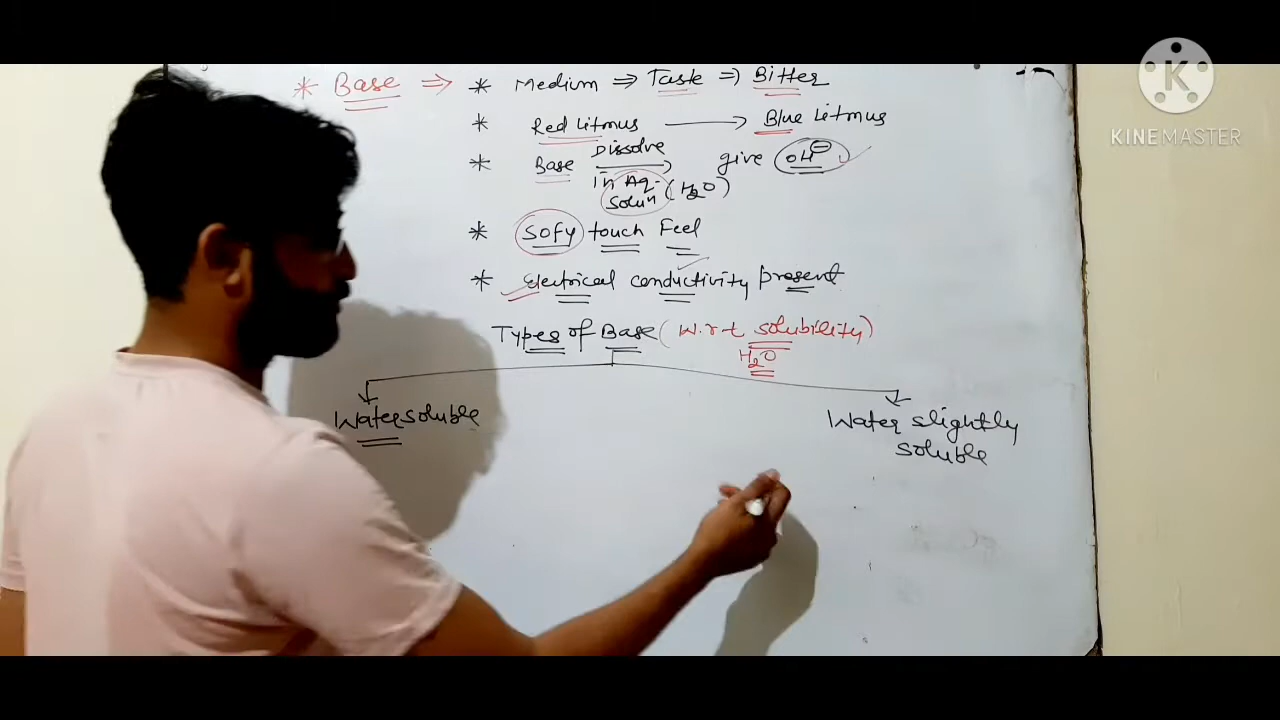 * Base ⇒ * Medium ⇒ Taste ⇒ Bitter
* Red Litmus ⟶ Blue Litmus
* Base Dissolve in Aq. Solun (H2O) give OH⊖
* Sofy touch Feel
* Electrical conductivity present
Types of Base (W.r.t solubility)
H2O
Water soluble
Water slightly
soluble
K
KINEMASTER